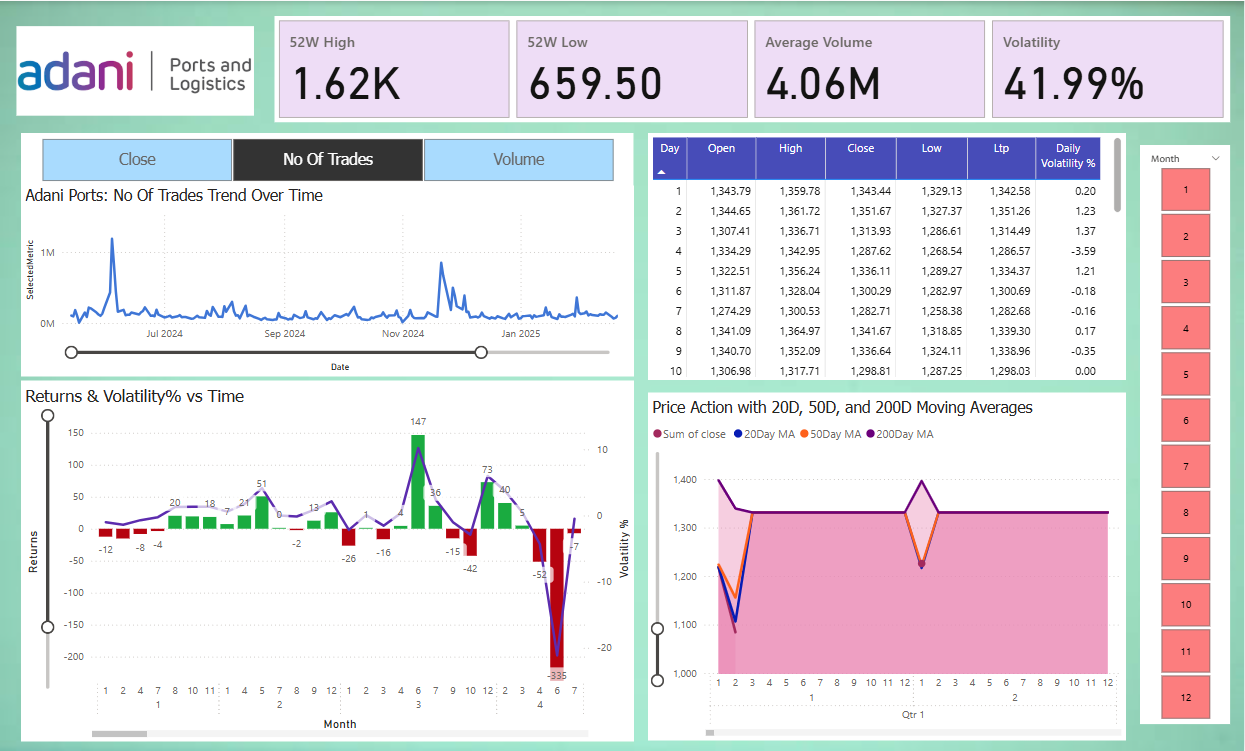 adani
Ports and
Logistics
52W High
1.62K
52W Low
659.50
Average Volume
4.06M
Volatility
41.99%
Close
No Of Trades
Volume
Adani Ports: No Of Trades Trend Over Time
SelectedMetric
1M
0M
Jul 2024 Sep 2024 Nov 2024 Jan 2025
Date
Day Open High Close Low Ltp Daily
Volatility %
1 1,343.79 1,359.78 1,343.44 1,329.13 1,342.58 0.20
2 1,344.65 1,361.72 1,351.67 1,327.37 1,351.26 1.23
3 1,307.41 1,336.71 1,313.93 1,286.61 1,314.49 1.37
4 1,334.29 1,342.95 1,287.62 1,268.54 1,286.57 -3.59
5 1,322.51 1,356.24 1,336.11 1,289.27 1,334.37 1.21
6 1,311.87 1,328.04 1,300.29 1,282.97 1,300.69 -0.18
7 1,274.29 1,300.53 1,282.71 1,258.38 1,282.68 -0.16
8 1,341.09 1,364.97 1,341.67 1,318.85 1,339.30 0.17
9 1,340.70 1,352.09 1,336.64 1,324.11 1,338.96 -0.35
10 1,306.98 1,317.71 1,298.81 1,287.25 1,298.03 0.00
Month
1
2
3
4
5
6
7
8
9
10
11
12
Returns & Volatility% vs Time
Returns
150
100
50
0
-50
-100
-150
-200
-12 -8 -4 20 18 7 21 51 0 -2 13 -26 1 -16 4 147 36 -15 -42 73 40 5 -52 -335 -7
10
0
-10
-20
Volatility %
1 2 4 7 8 10 11 1 4 5 7 8 9 12 1 2 3 4 6 7 9 10 12 2 3 4 6 7
1 2 3 4
Month
Price Action with 20D, 50D, and 200D Moving Averages
Sum of close 20Day MA 50Day MA 200Day MA
1,400
1,300
1,200
1,100
1,000
1 2 3 4 5 6 7 8 9 10 11 12 1 2 3 4 5 6 7 8 9 10 11 12
1 2
Qtr 1